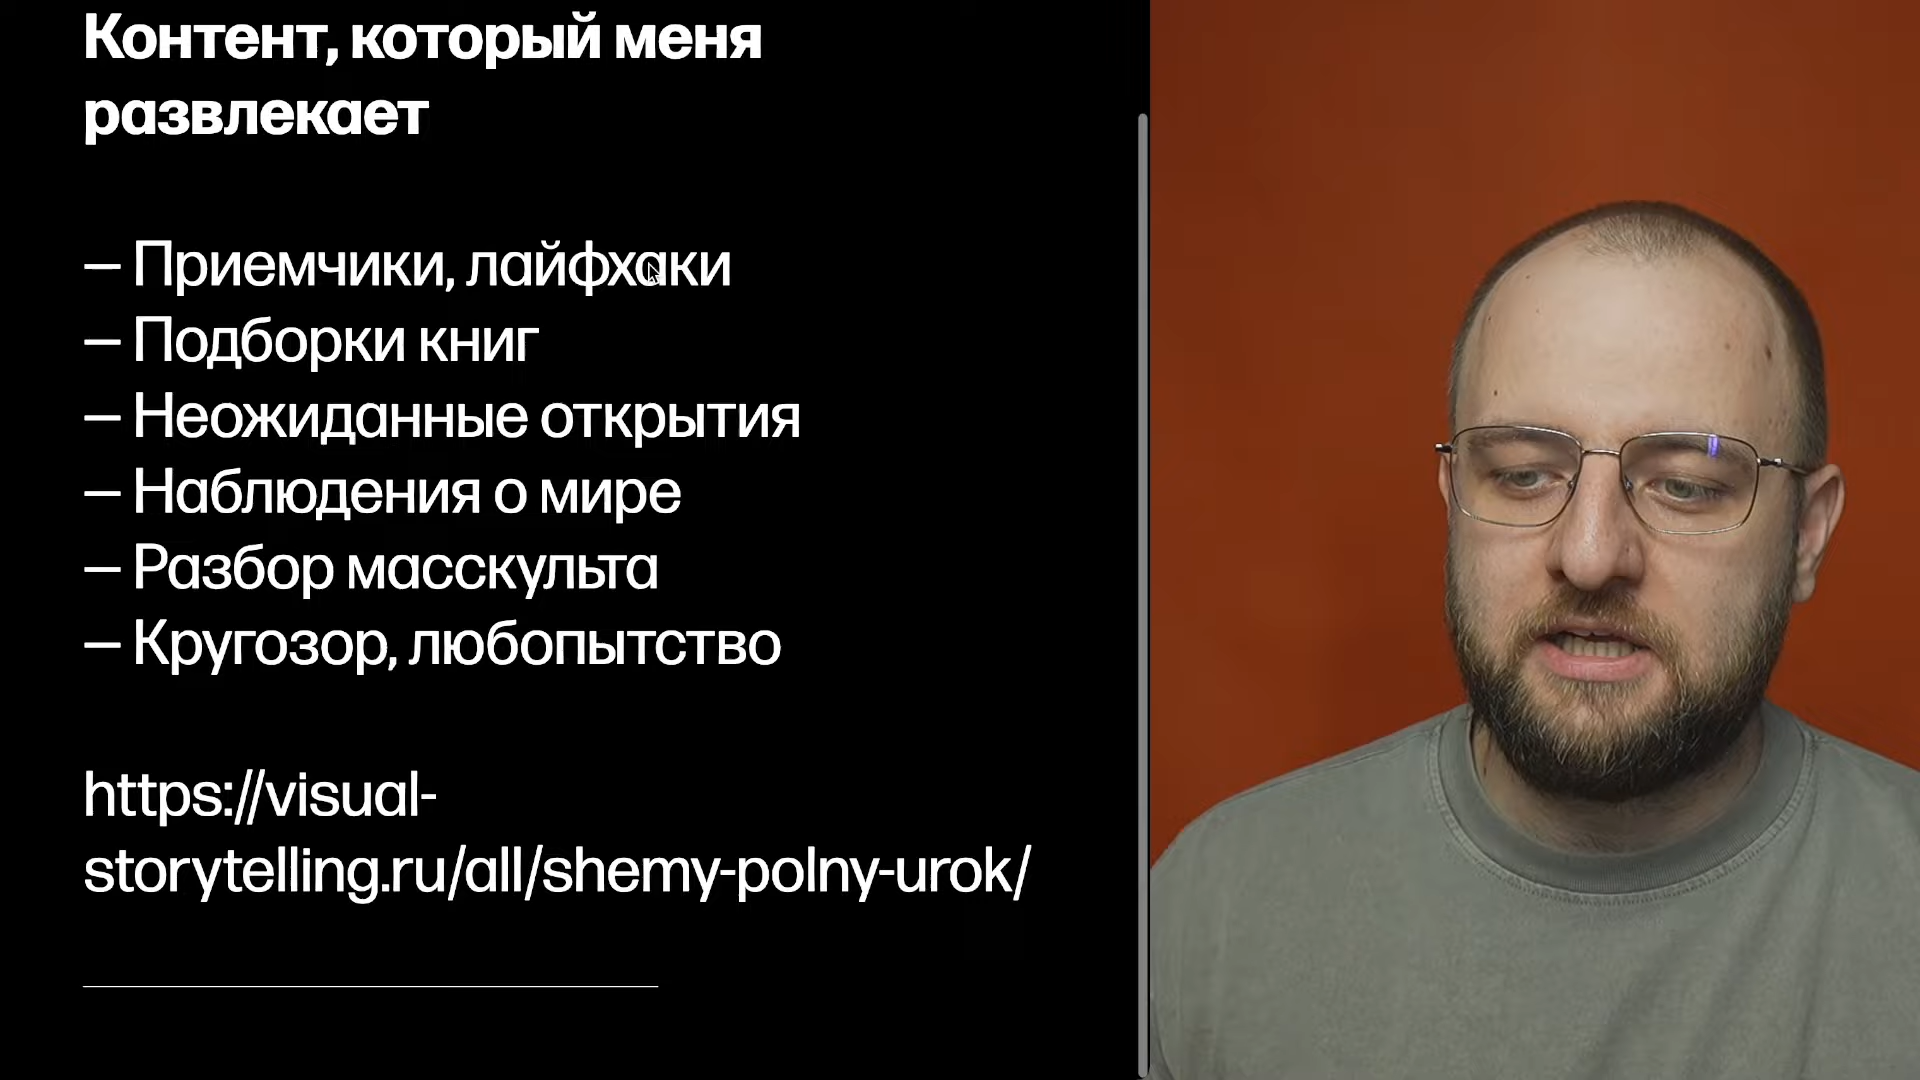 Контент, который меня
развлекает
— Приемчики, лайфхаки
— Подборки книг
— Неожиданные открытия
— Наблюдения о мире
— Разбор масскульта
— Кругозор, любопытство
https://visual-
storytelling.ru/all/shemy-polny-urok/